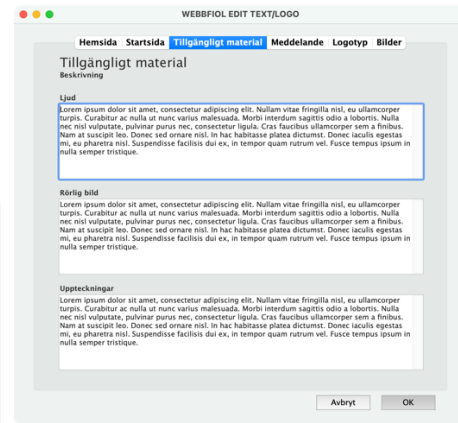 WEBBFIOL EDIT TEXT/LOGO
Hemsida Startsida Tillgängligt material Meddelande Logotyp Bilder
Tillgängligt material
Beskrivning
Ljud
Lorem ipsum dolor sit amet, consectetur adipiscing elit. Nullam vitae fringilla nisl, eu ullamcorper
turpis. Curabitur ac nulla ut nunc varius malesuada. Morbi interdum sagittis odio a lobortis. Nulla
nec nisl vulputate, pulvinar purus nec, consectetur ligula. Cras faucibus ullamcorper sem a finibus.
Nam at suscipit leo. Donec sed ornare nisl. In hac habitasse platea dictumst. Donec iaculis egestas
mi, eu pharetra nisl. Suspendisse facilisis dui ex, in tempor quam rutrum vel. Fusce tempus ipsum in
nulla semper tristique.
Rörlig bild
Lorem ipsum dolor sit amet, consectetur adipiscing elit. Nullam vitae fringilla nisl, eu ullamcorper
turpis. Curabitur ac nulla ut nunc varius malesuada. Morbi interdum sagittis odio a lobortis. Nulla
nec nisl vulputate, pulvinar purus nec, consectetur ligula. Cras faucibus ullamcorper sem a finibus.
Nam at suscipit leo. Donec sed ornare nisl. In hac habitasse platea dictumst. Donec iaculis egestas
mi, eu pharetra nisl. Suspendisse facilisis dui ex, in tempor quam rutrum vel. Fusce tempus ipsum in
nulla semper tristique.
Uppteckningar
Lorem ipsum dolor sit amet, consectetur adipiscing elit. Nullam vitae fringilla nisl, eu ullamcorper
turpis. Curabitur ac nulla ut nunc varius malesuada. Morbi interdum sagittis odio a lobortis. Nulla
nec nisl vulputate, pulvinar purus nec, consectetur ligula. Cras faucibus ullamcorper sem a finibus.
Nam at suscipit leo. Donec sed ornare nisl. In hac habitasse platea dictumst. Donec iaculis egestas
mi, eu pharetra nisl. Suspendisse facilisis dui ex, in tempor quam rutrum vel. Fusce tempus ipsum in
nulla semper tristique.
Avbryt OK